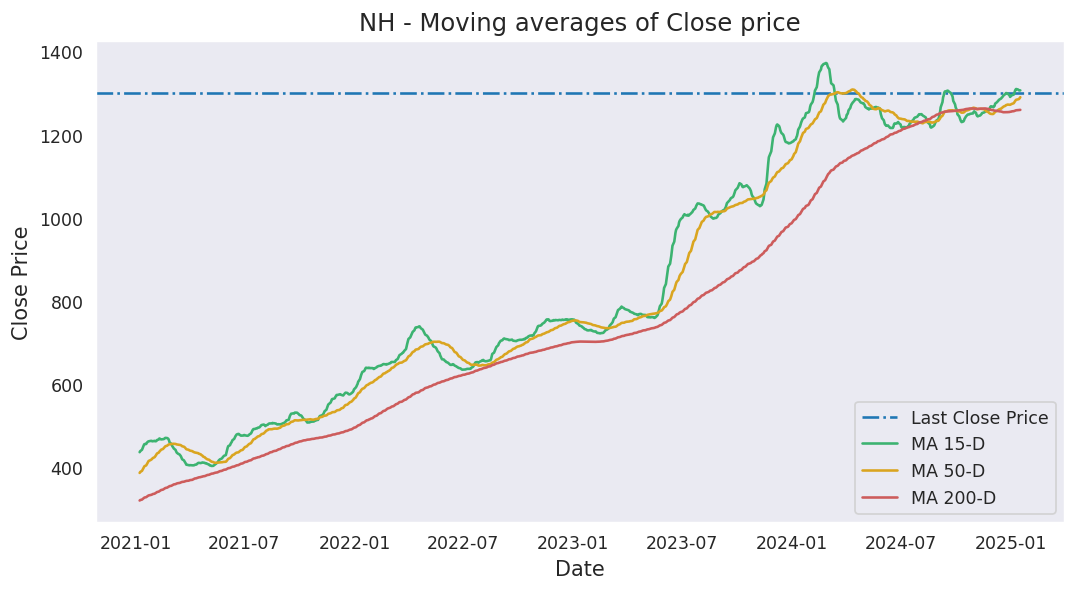 NH - Moving averages of Close price
1400
1200
1000
800
600
400
Close Price
2021-01 2021-07 2022-01 2022-07 2023-01 2023-07 2024-01 2024-07 2025-01
Date
Last Close Price
MA 15-D
MA 50-D
MA 200-D